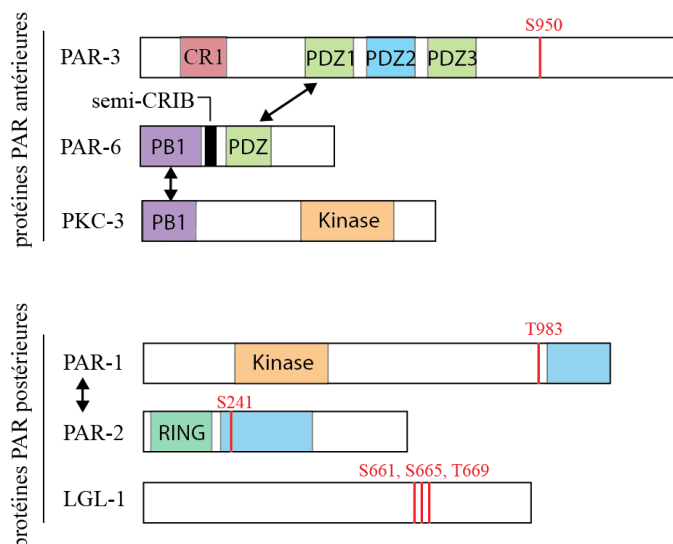 protéines PAR antérieures
S950
PAR-3 CR1 PDZ1 PDZ2 PDZ3
semi-CRIB
PAR-6 PB1 PDZ
PKC-3 PB1 Kinase
protéines PAR postérieures
T983
PAR-1 Kinase
S241
PAR-2 RING
S661, S665, T669
LGL-1